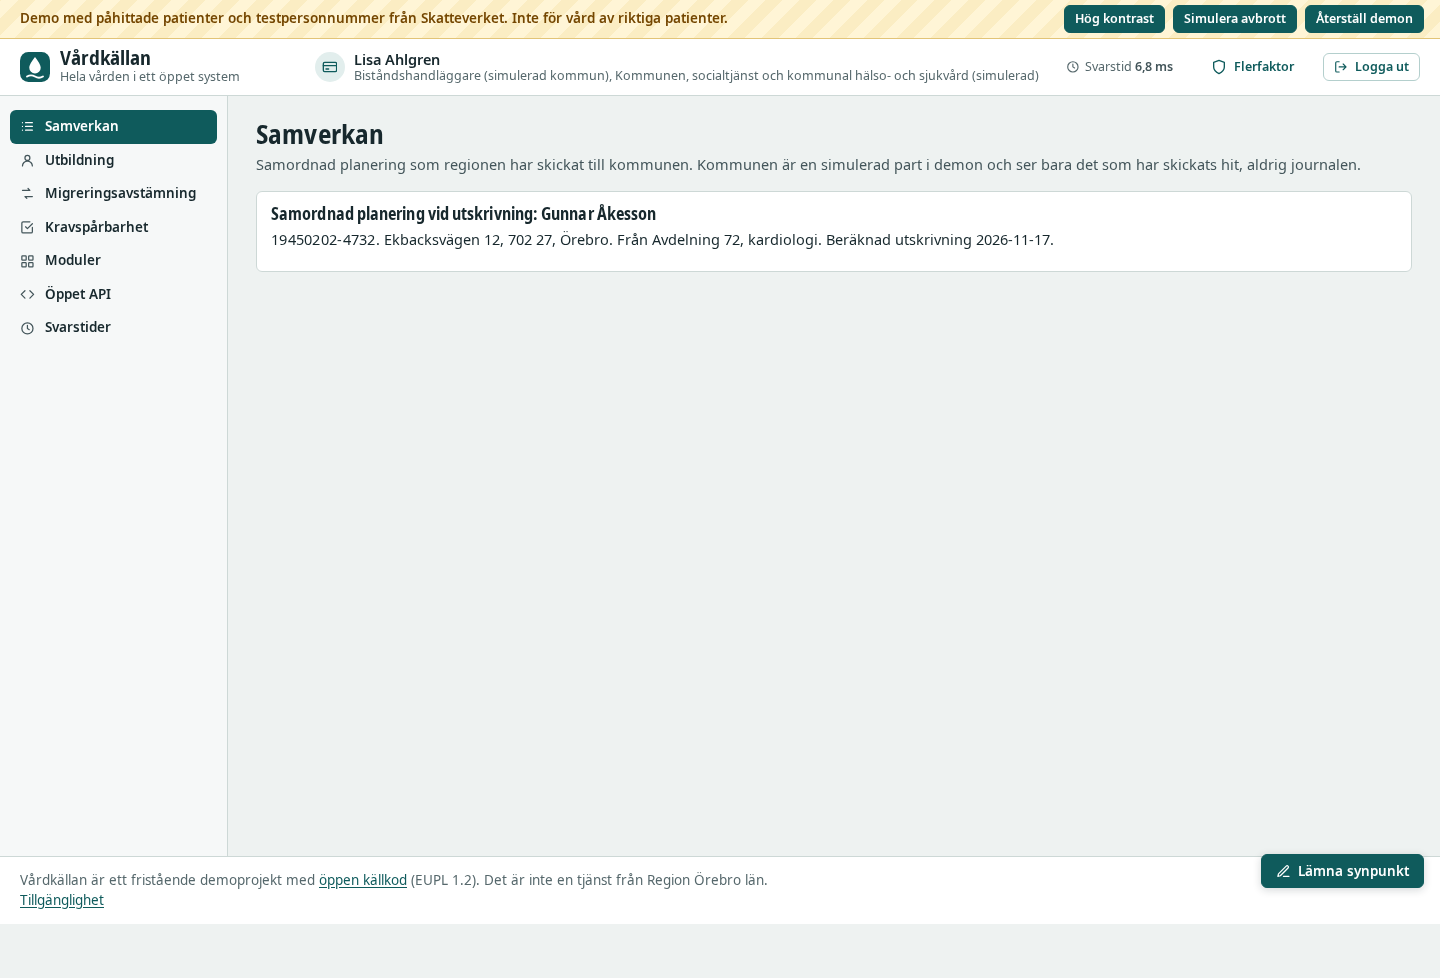 Demo med påhittade patienter och testpersonnummer från Skatteverket. Inte för vård av riktiga patienter.
Hög kontrast
Simulera avbrott
Återställ demon
Vårdkällan
Hela vården i ett öppet system
Lisa Ahlgren
Biståndshandläggare (simulerad kommun), Kommunen, socialtjänst och kommunal hälso- och sjukvård (simulerad)
Svarstid 6,8 ms
Flerfaktor
Logga ut
Samverkan
Utbildning
Migreringsavstämning
Kravspårbarhet
Moduler
Öppet API
Svarstider
Samverkan
Samordnad planering som regionen har skickat till kommunen. Kommunen är en simulerad part i demon och ser bara det som har skickats hit, aldrig journalen.
Samordnad planering vid utskrivning: Gunnar Åkesson
19450202-4732. Ekbacksvägen 12, 702 27, Örebro. Från Avdelning 72, kardiologi. Beräknad utskrivning 2026-11-17.
Vårdkällan är ett fristående demoprojekt med öppen källkod (EUPL 1.2). Det är inte en tjänst från Region Örebro län.
Tillgänglighet
Lämna synpunkt